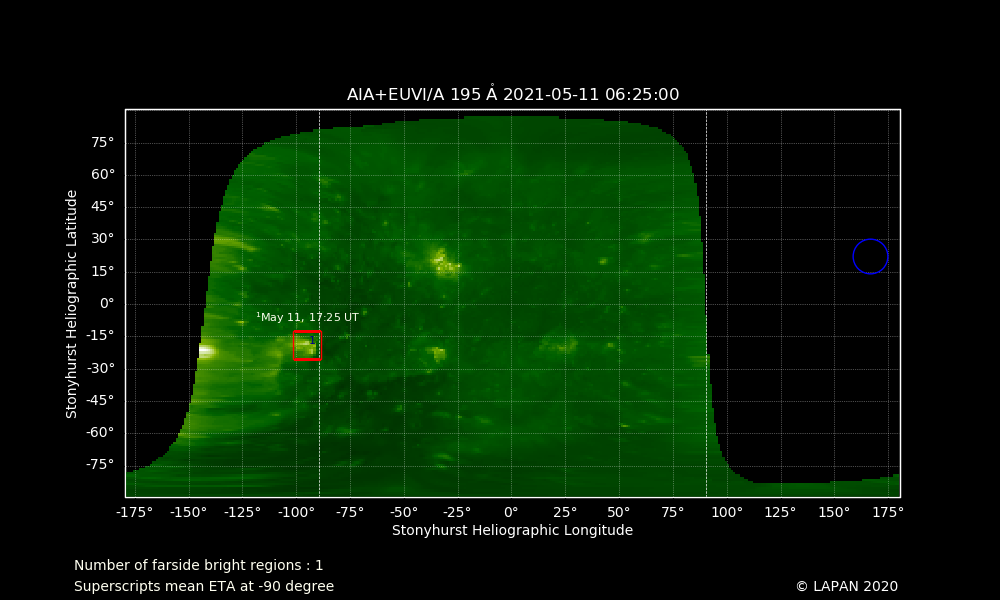 AIA+EUVI/A 195 Å 2021-05-11 06:25:00
75°
60°
45°
30°
15°
0°
-15°
-30°
-45°
-60°
-75°
Stonyhurst Heliographic Latitude
¹May 11, 17:25 UT
1
-175° -150° -125° -100° -75° -50° -25° 0° 25° 50° 75° 100° 125° 150° 175°
Stonyhurst Heliographic Longitude
Number of farside bright regions : 1
Superscripts mean ETA at -90 degree
© LAPAN 2020